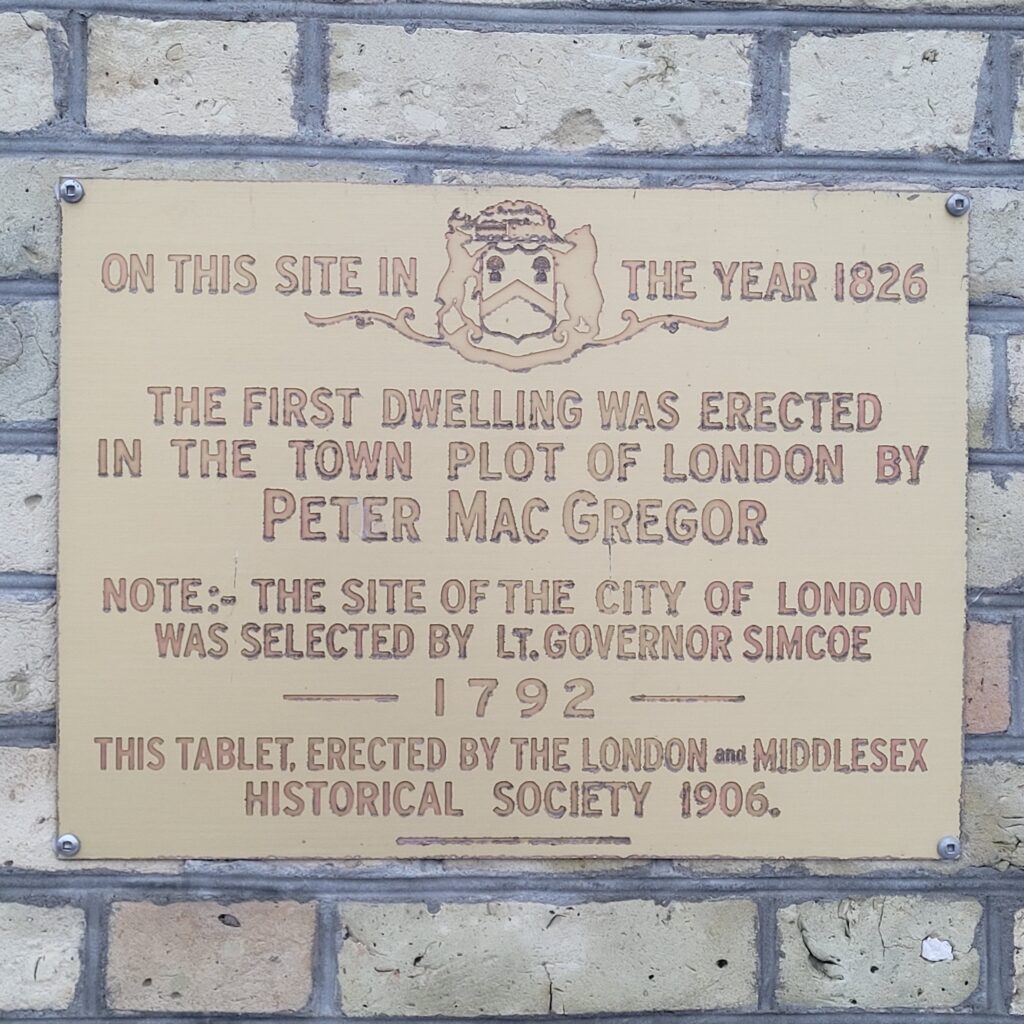 ON THIS SITE IN THE YEAR 1826
THE FIRST DWELLING WAS ERECTED
IN THE TOWN PLOT OF LONDON BY
PETER MAC GREGOR
NOTE:- THE SITE OF THE CITY OF LONDON
WAS SELECTED BY LT. GOVERNOR SIMCOE
1792
THIS TABLET, ERECTED BY THE LONDON and MIDDLESEX
HISTORICAL SOCIETY 1906.